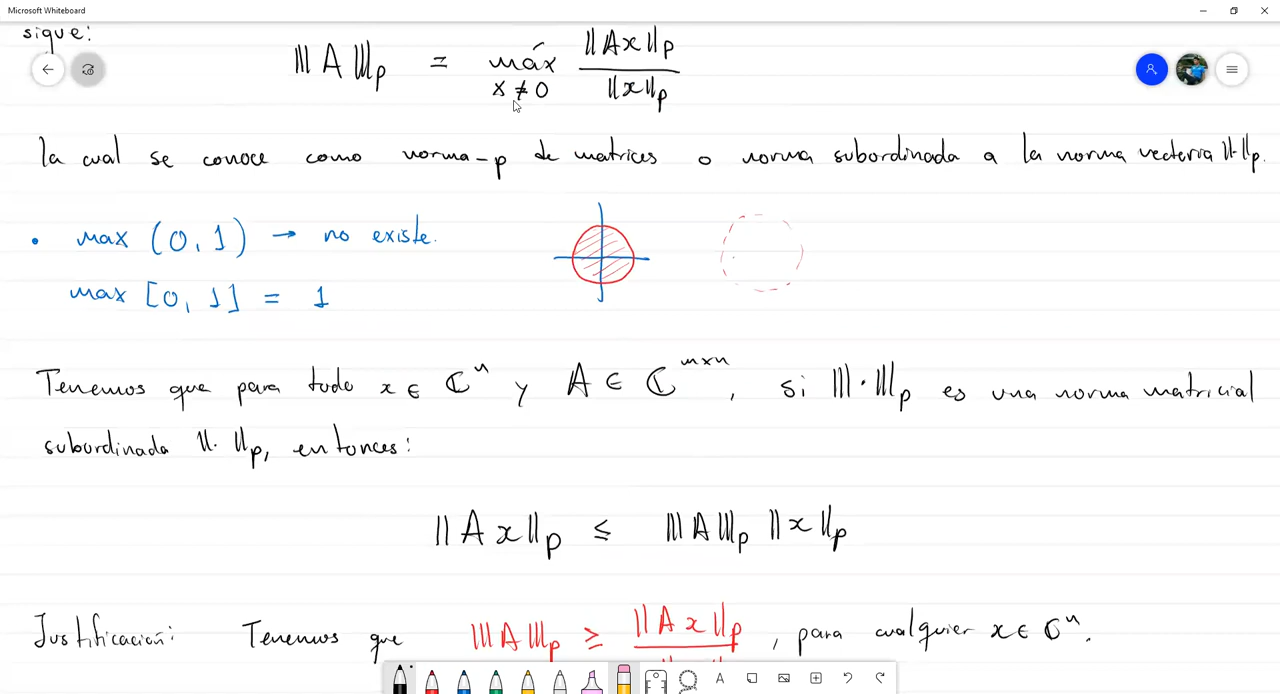 Microsoft Whiteboard
sigue:
|||A|||p = máx x≠0 ||Ax||p / ||x||p
la cual se conoce como norma-p de matrices o norma subordinada a la norma vectoria ||·||p.
• max (0, 1) → no existe.
max [0, 1] = 1
Tenemos que para todo x ∈ ℂⁿ y A ∈ ℂᵐˣⁿ, si |||·|||p es una norma matricial
subordinada ||·||p, entonces:
||Ax||p ≤ |||A|||p ||x||p
Justificación: Tenemos que |||A|||p ≥ ||Ax||p , para cualquier x ∈ ℂⁿ.
A